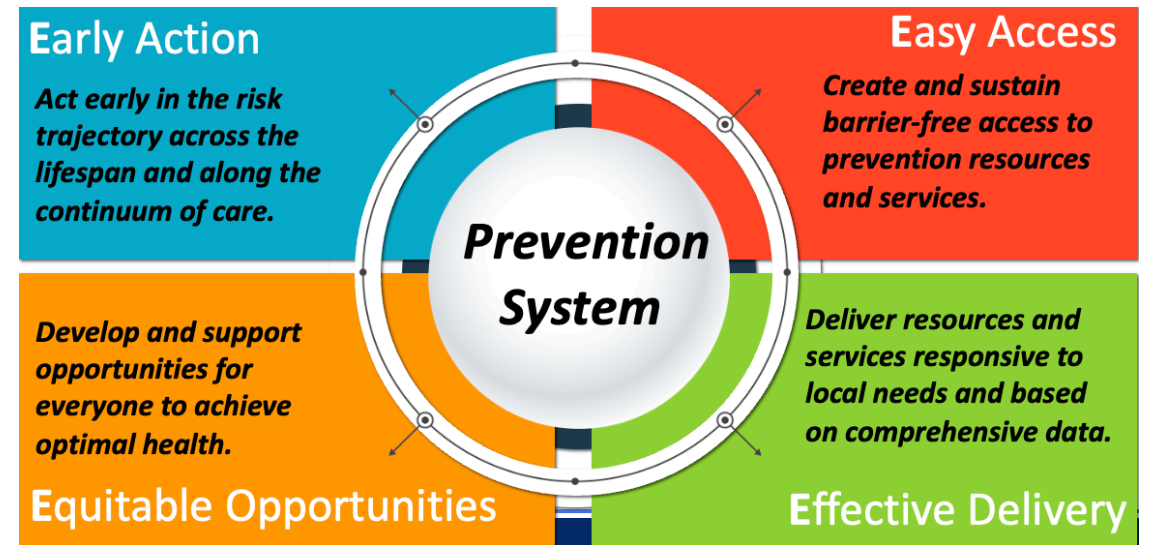 Early Action
Act early in the risk
trajectory across the
lifespan and along the
continuum of care.
Easy Access
Create and sustain
barrier-free access to
prevention resources
and services.
Prevention
System
Develop and support
opportunities for
everyone to achieve
optimal health.
Equitable Opportunities
Deliver resources and
services responsive to
local needs and based
on comprehensive data.
Effective Delivery